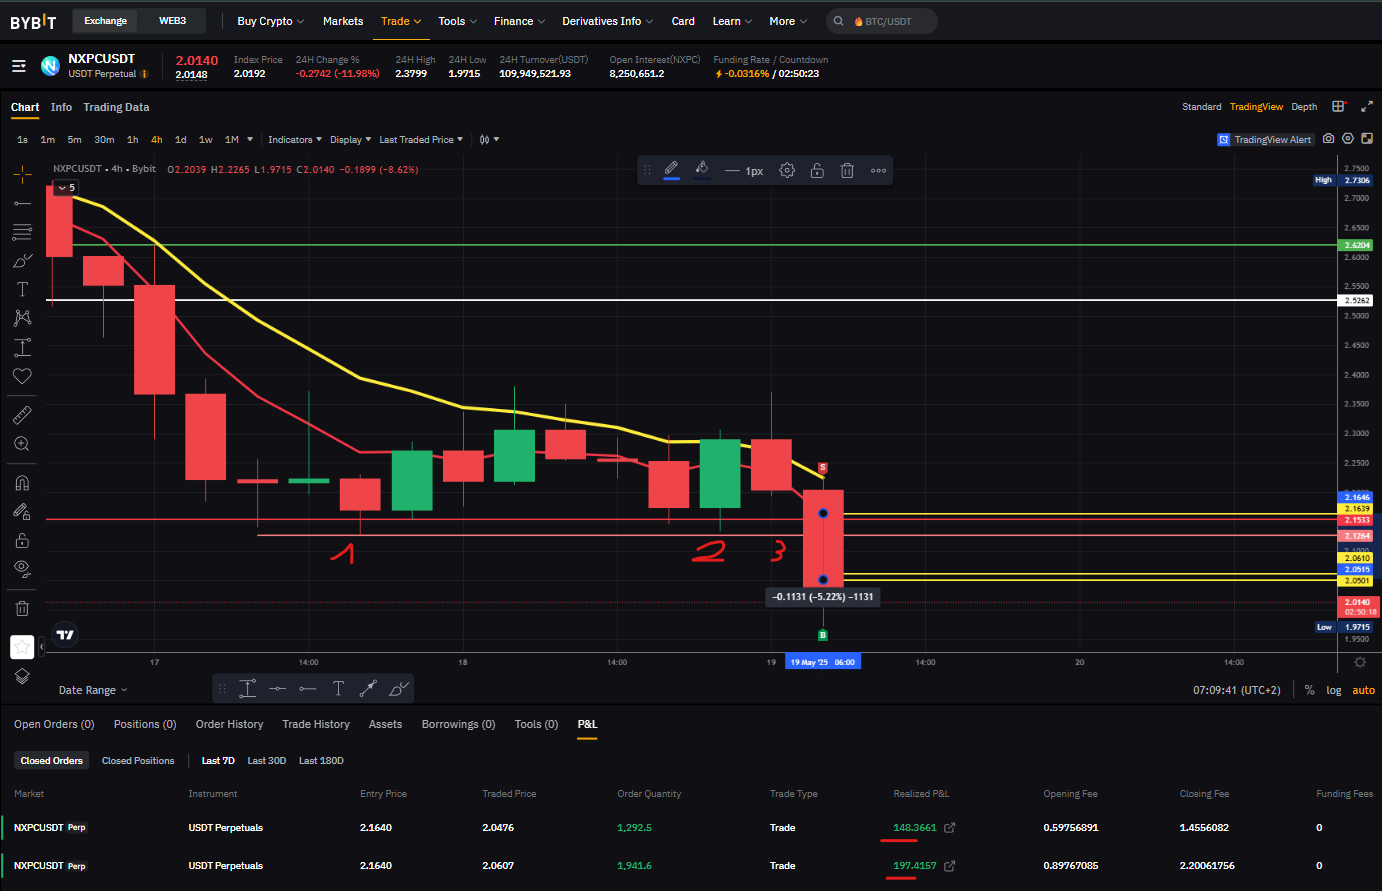 BYBIT Exchange WEB3 Buy Crypto Markets Trade Tools Finance Derivatives Info Card Learn More BTC/USDT
NXPCUSDT
USDT Perpetual
2.0140
2.0148
Index Price
2.0192
24H Change %
-0.2742 (-11.98%)
24H High
2.3799
24H Low
1.9715
24H Turnover(USDT)
109,949,521.93
Open Interest(NXPC)
8,250,651.2
Funding Rate / Countdown
-0.0316% / 02:50:23
Chart Info Trading Data Standard TradingView Depth
1s 1m 5m 30m 1h 4h 1d 1w 1M Indicators Display Last Traded Price TradingView Alert
NXPCUSDT • 4h • Bybit O2.2039 H2.2265 L1.9715 C2.0140 -0.1899 (-8.62%)
5
1px
2.7500
High 2.7306
2.7000
2.6500
2.6204
2.6000
2.5500
2.5262
2.5000
2.4500
2.4000
2.3500
2.3000
2.2500
S
2.1646
2.1639
2.1533
2.1264
2.1000
2.0610
2.0515
2.0501
2.0140
02:50:18
Low 1.9715
1.9500
1 2 3
−0.1131 (−5.22%) −1131
B
17 14:00 18 14:00 19 19 May '25 06:00 14:00 20 14:00
Date Range 07:09:41 (UTC+2) % log auto
Open Orders (0) Positions (0) Order History Trade History Assets Borrowings (0) Tools (0) P&L
Closed Orders Closed Positions Last 7D Last 30D Last 180D
Market Instrument Entry Price Traded Price Order Quantity Trade Type Realized P&L Opening Fee Closing Fee Funding Fees
NXPCUSDT Perp USDT Perpetuals 2.1640 2.0476 1,292.5 Trade 148.3661 0.59756891 1.4556082 0
NXPCUSDT Perp USDT Perpetuals 2.1640 2.0607 1,941.6 Trade 197.4157 0.89767085 2.20061756 0